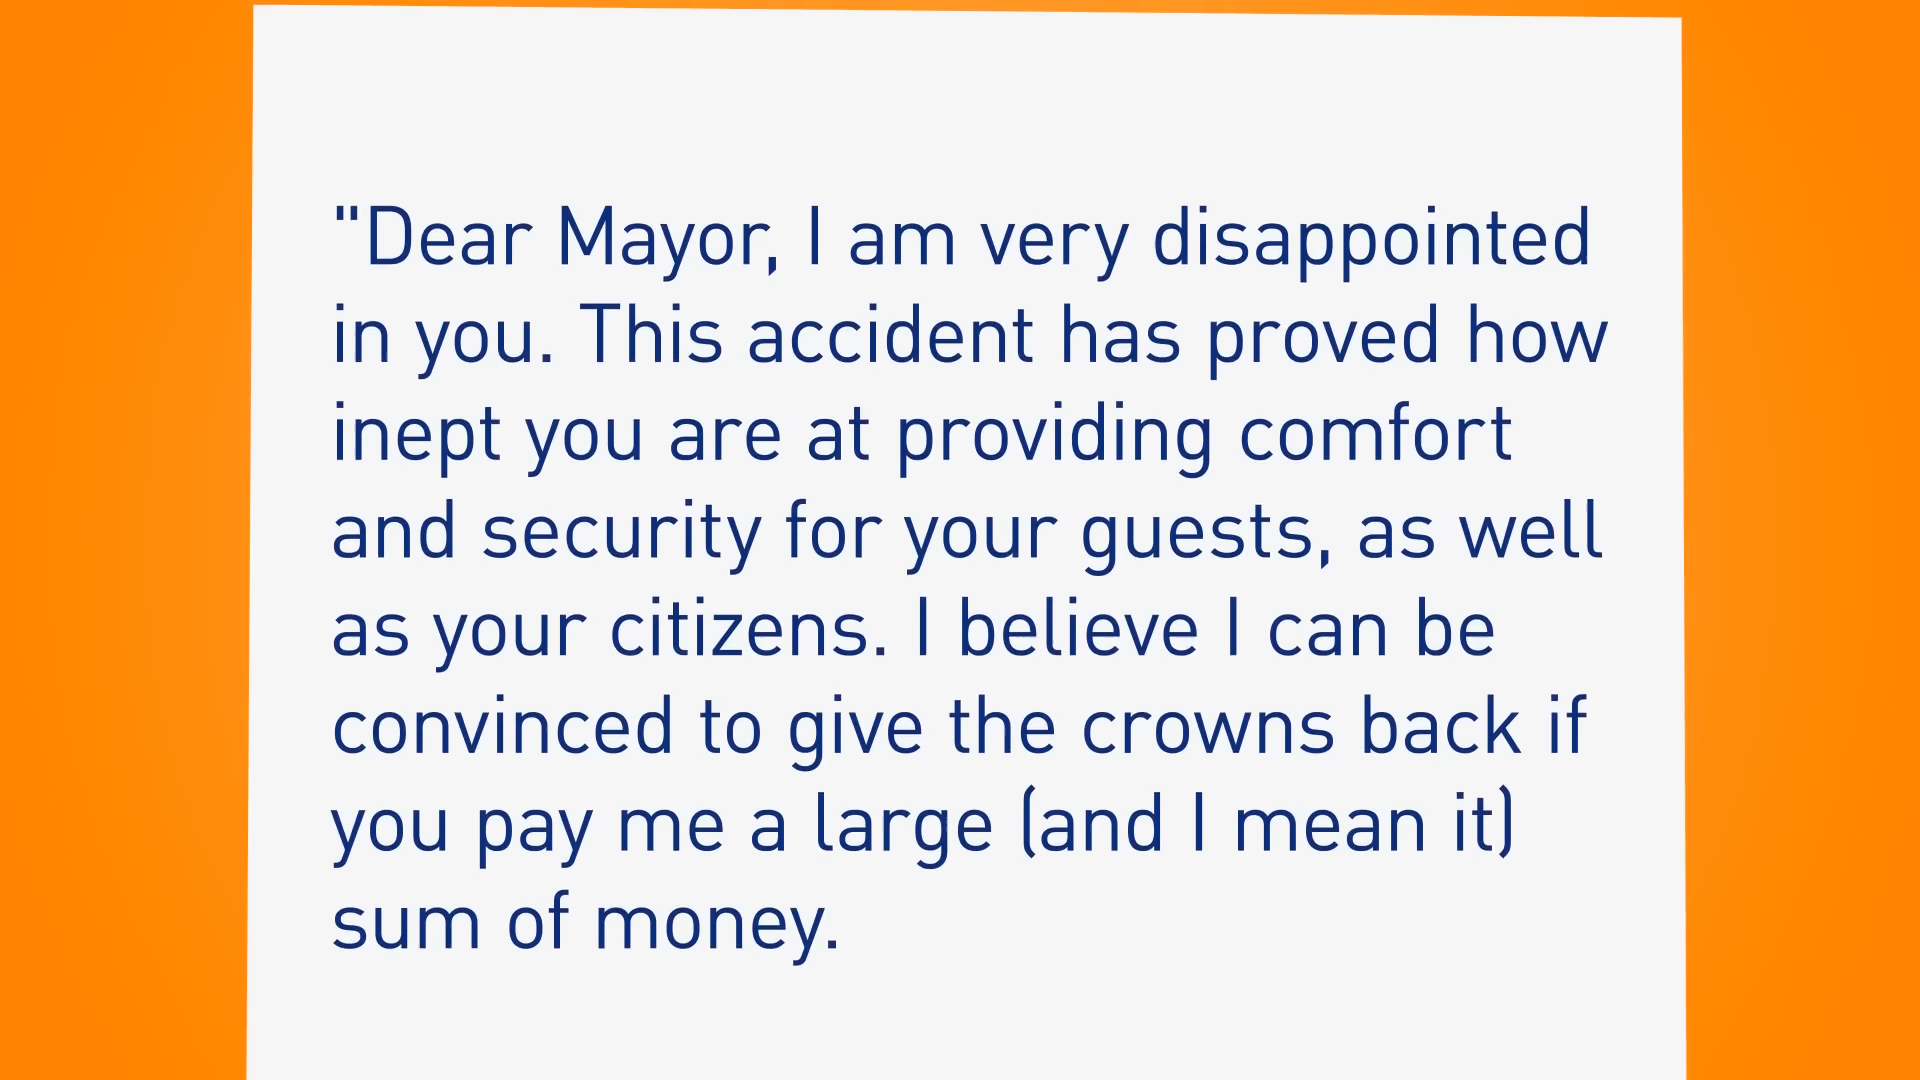 "Dear Mayor, I am very disappointed
in you. This accident has proved how
inept you are at providing comfort
and security for your guests, as well
as your citizens. I believe I can be
convinced to give the crowns back if
you pay me a large (and I mean it)
sum of money.